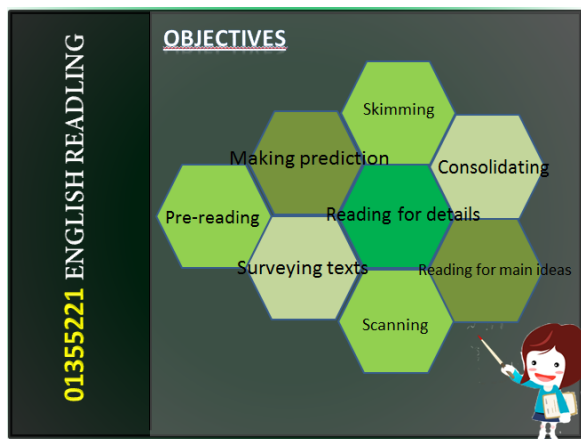 01355221 ENGLISH READLING
OBJECTIVES
Skimming
Making prediction
Consolidating
Pre-reading
Reading for details
Surveying texts
Reading for main ideas
Scanning